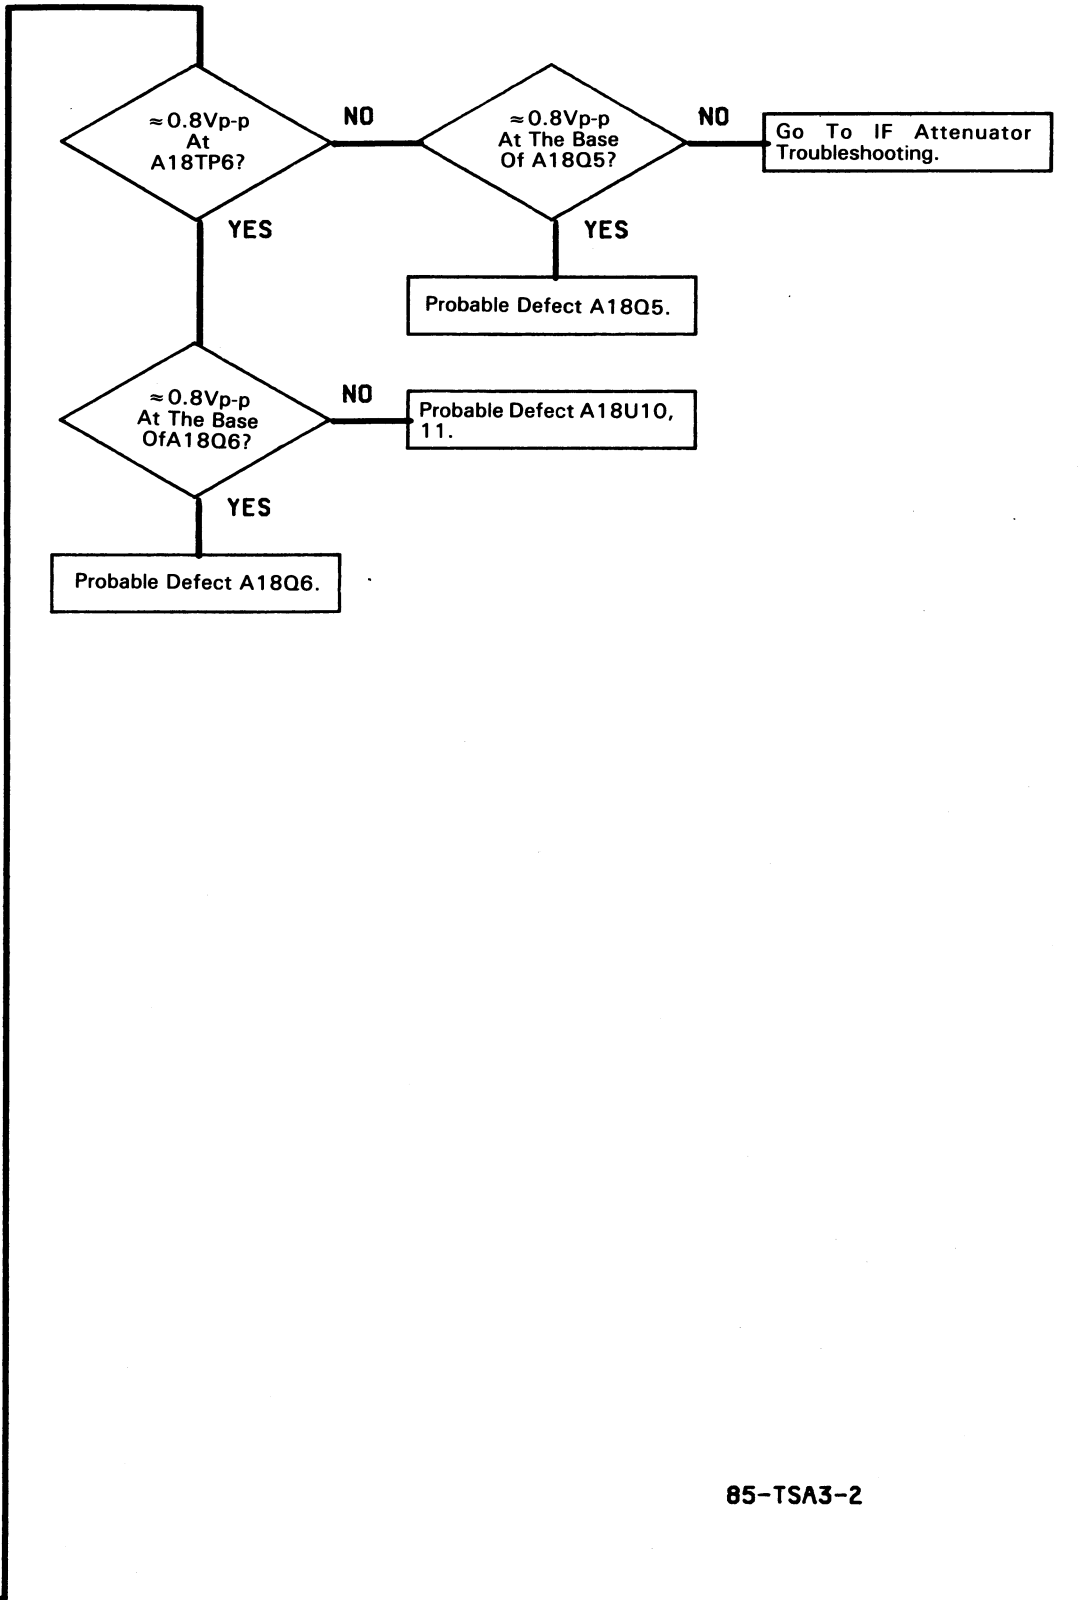 ≈0.8Vp-p
At
A18TP6?
NO
≈0.8Vp-p
At The Base
Of A18Q5?
NO
Go To IF Attenuator
Troubleshooting.
YES
YES
Probable Defect A18Q5.
≈0.8Vp-p
At The Base
OfA18Q6?
NO
Probable Defect A18U10,
11.
YES
Probable Defect A18Q6.
85-TSA3-2